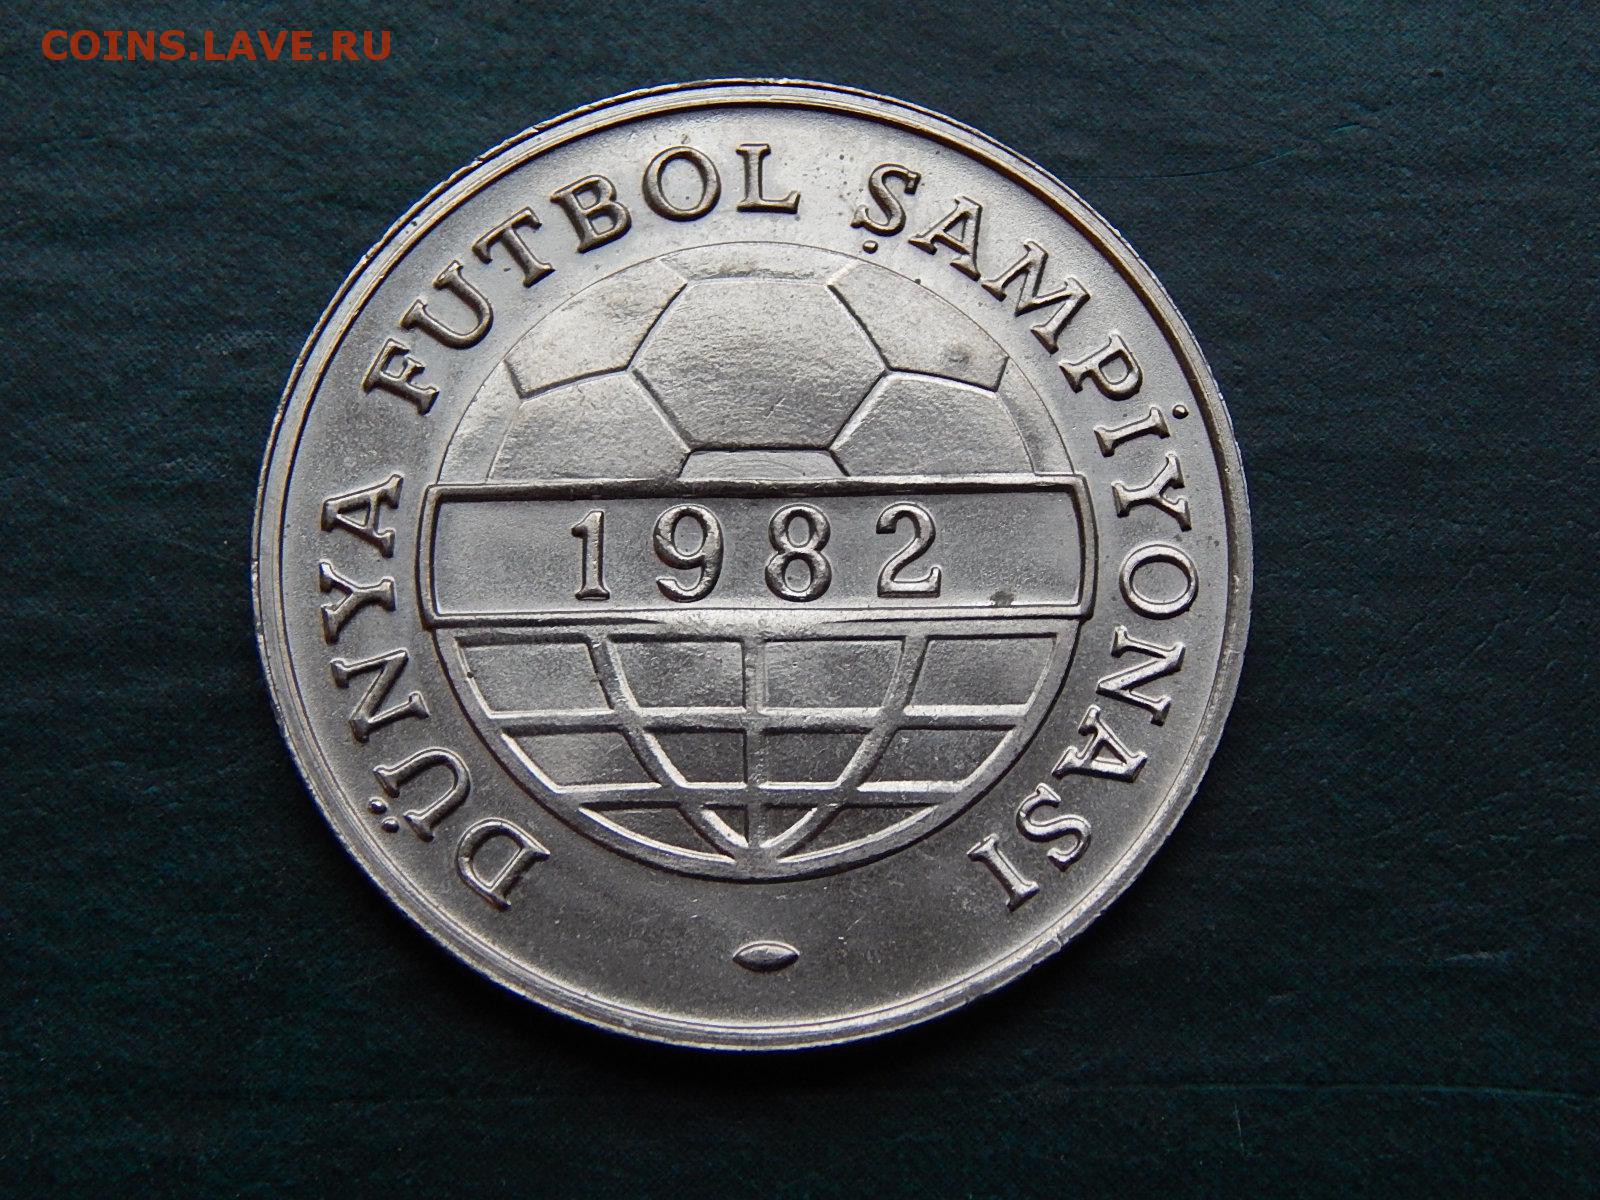 COINS.LAVE.RU
DÜNYA FUTBOL ŞAMPİYONASI
1982